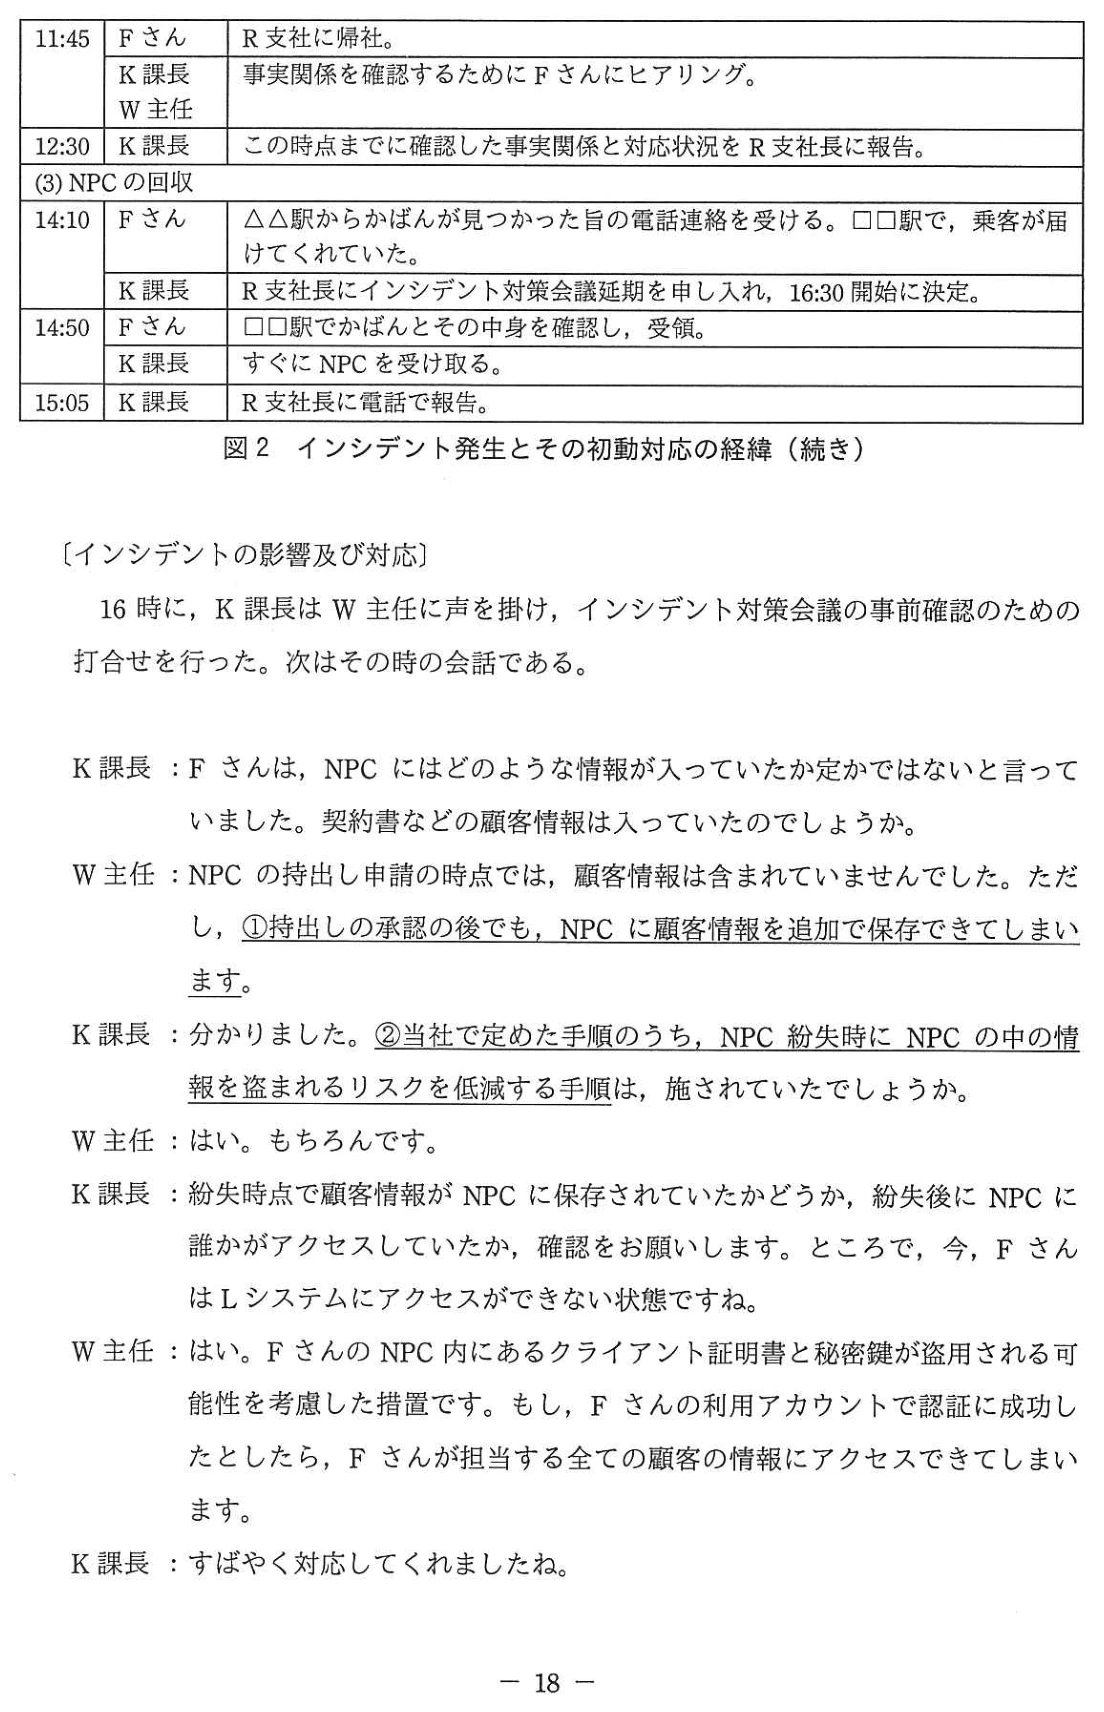 11:45 Fさん R支社に帰社。
K課長 事実関係を確認するためにFさんにヒアリング。
W主任
12:30 K課長 この時点までに確認した事実関係と対応状況をR支社長に報告。
(3) NPCの回収
14:10 Fさん △△駅からかばんが見つかった旨の電話連絡を受ける。□□駅で，乗客が届
けてくれていた。
K課長 R支社長にインシデント対策会議延期を申し入れ，16:30開始に決定。
14:50 Fさん □□駅でかばんとその中身を確認し，受領。
K課長 すぐにNPCを受け取る。
15:05 K課長 R支社長に電話で報告。
図2 インシデント発生とその初動対応の経緯（続き）
〔インシデントの影響及び対応〕
16時に，K課長はW主任に声を掛け，インシデント対策会議の事前確認のための
打合せを行った。次はその時の会話である。
K課長 ：Fさんは，NPCにはどのような情報が入っていたか定かではないと言って
いました。契約書などの顧客情報は入っていたのでしょうか。
W主任 ：NPCの持出し申請の時点では，顧客情報は含まれていませんでした。ただ
し，①持出しの承認の後でも，NPCに顧客情報を追加で保存できてしまい
ます。
K課長 ：分かりました。②当社で定めた手順のうち，NPC紛失時にNPCの中の情
報を盗まれるリスクを低減する手順は，施されていたでしょうか。
W主任 ：はい。もちろんです。
K課長 ：紛失時点で顧客情報がNPCに保存されていたかどうか，紛失後にNPCに
誰かがアクセスしていたか，確認をお願いします。ところで，今，Fさん
はLシステムにアクセスができない状態ですね。
W主任 ：はい。FさんのNPC内にあるクライアント証明書と秘密鍵が盗用される可
能性を考慮した措置です。もし，Fさんの利用アカウントで認証に成功し
たとしたら，Fさんが担当する全ての顧客の情報にアクセスできてしまい
ます。
K課長 ：すばやく対応してくれましたね。
－ 18 －